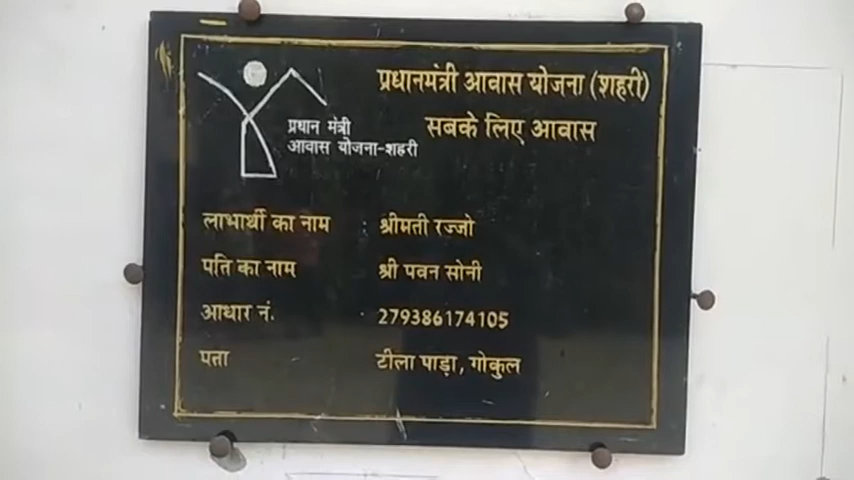 प्रधानमंत्री आवास योजना (शहरी)
सबके लिए आवास
प्रधान मंत्री
आवास योजना-शहरी
लाभार्थी का नाम श्रीमती रज्जो
पति का नाम श्री पवन सोनी
आधार नं. 279386174105
पता टीला पाड़ा, गोकुल